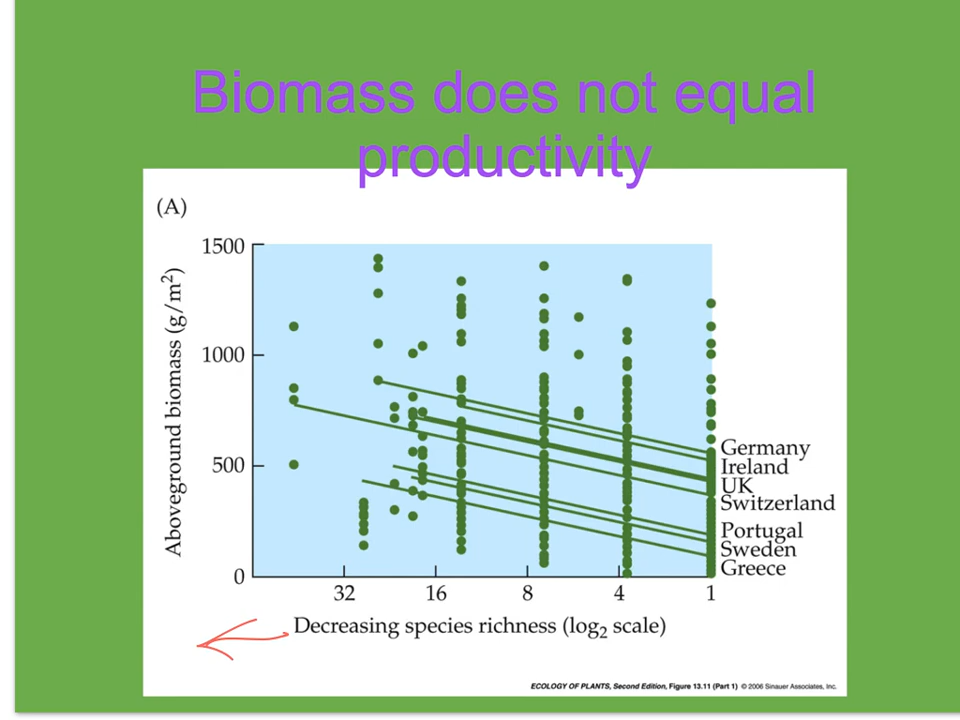 Biomass does not equal
productivity
(A)
Aboveground biomass (g/m²)
1500
1000
500
0
32 16 8 4 1
Germany
Ireland
UK
Switzerland
Portugal
Sweden
Greece
Decreasing species richness (log₂ scale)
ECOLOGY OF PLANTS, Second Edition, Figure 13.11 (Part 1) © 2006 Sinauer Associates, Inc.